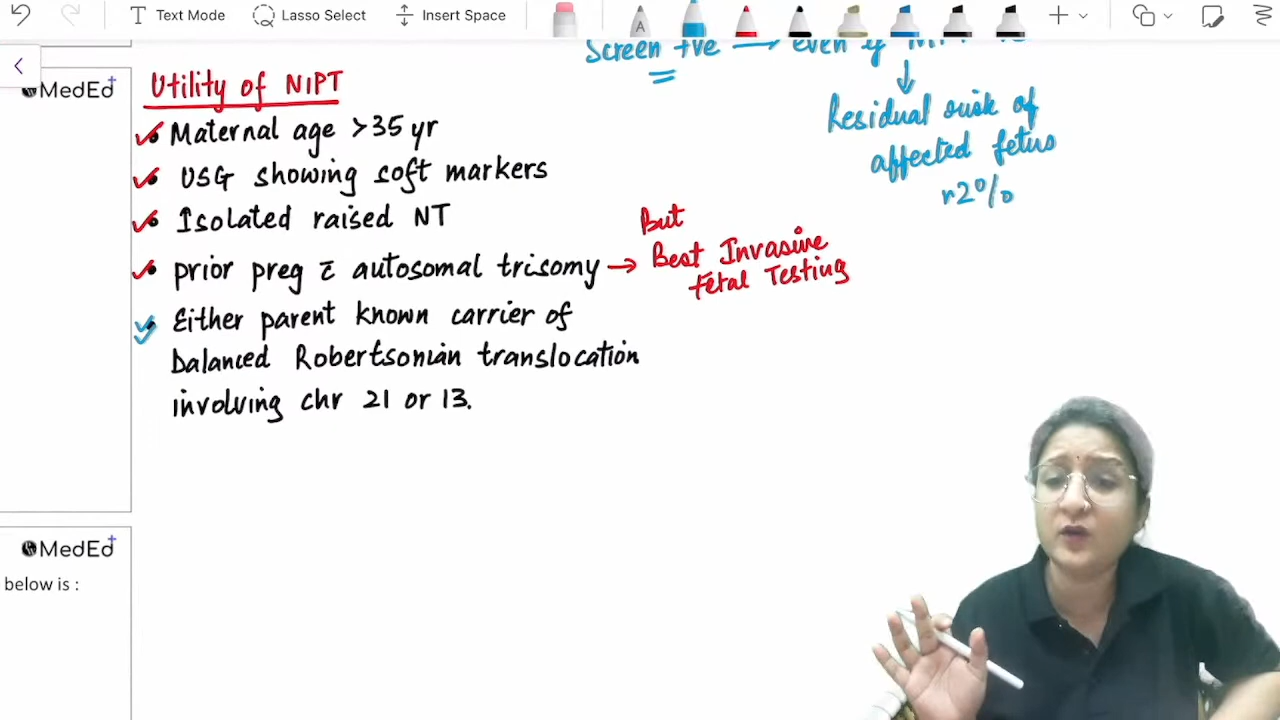 Text Mode
Lasso Select
Insert Space
A
Screen +ve → even if
Residual risk of
affected fetus
~2%
MedEd+
Utility of NIPT
Maternal age >35 yr
USG showing soft markers
Isolated raised NT
prior preg c̄ autosomal trisomy →
But
Best Invasive
Fetal Testing
Either parent known carrier of
balanced Robertsonian translocation
involving chr 21 or 13.
MedEd+
below is :